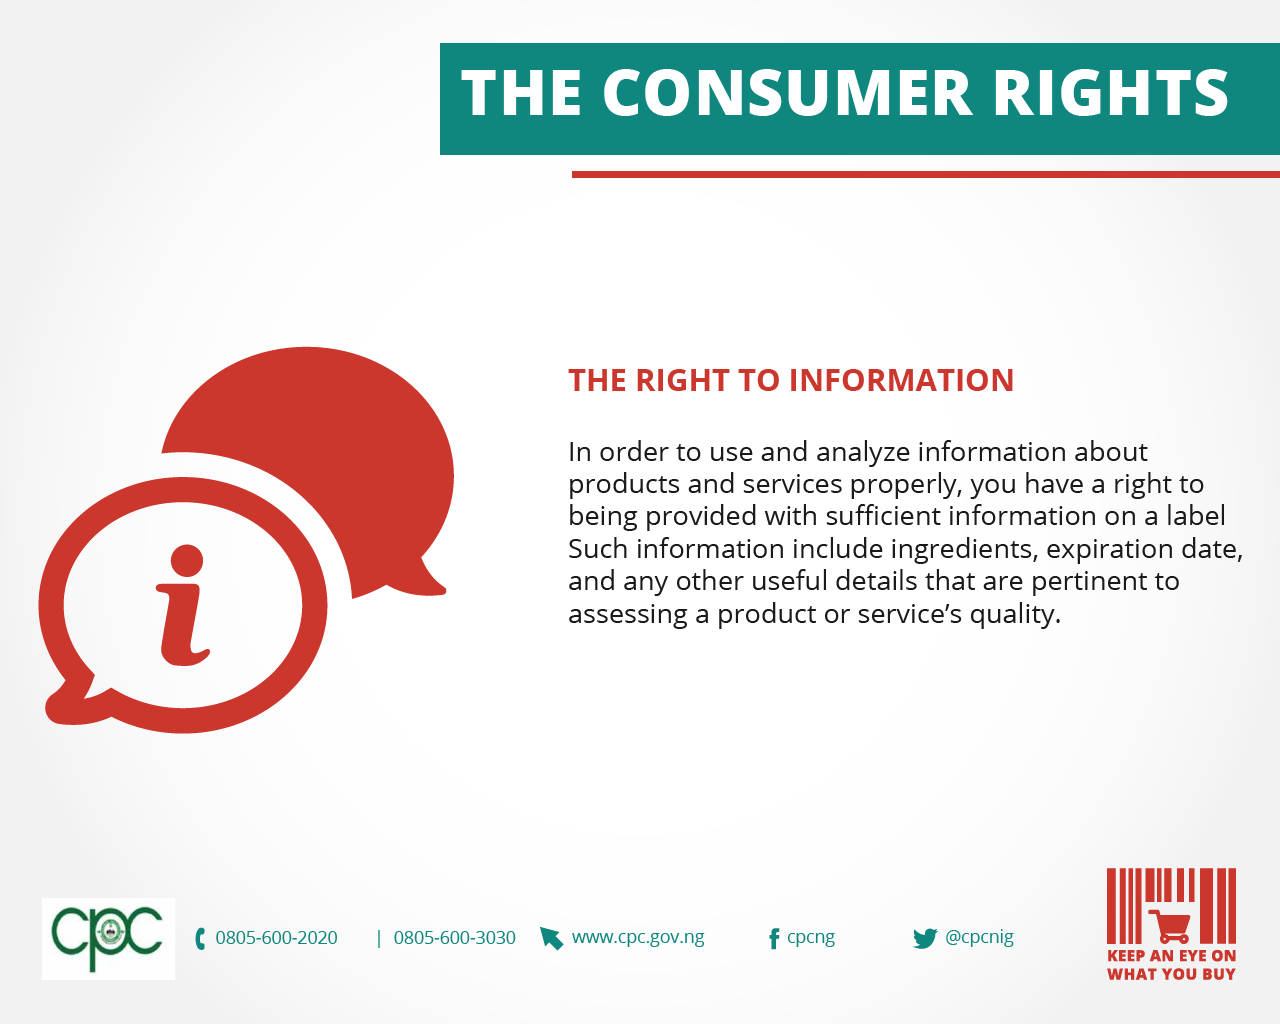 THE CONSUMER RIGHTS
THE RIGHT TO INFORMATION
In order to use and analyze information about
products and services properly, you have a right to
being provided with sufficient information on a label
Such information include ingredients, expiration date,
and any other useful details that are pertinent to
assessing a product or service’s quality.
i
cpc
0805-600-2020 | 0805-600-3030 www.cpc.gov.ng cpcng @cpcnig
KEEP AN EYE ON
WHAT YOU BUY